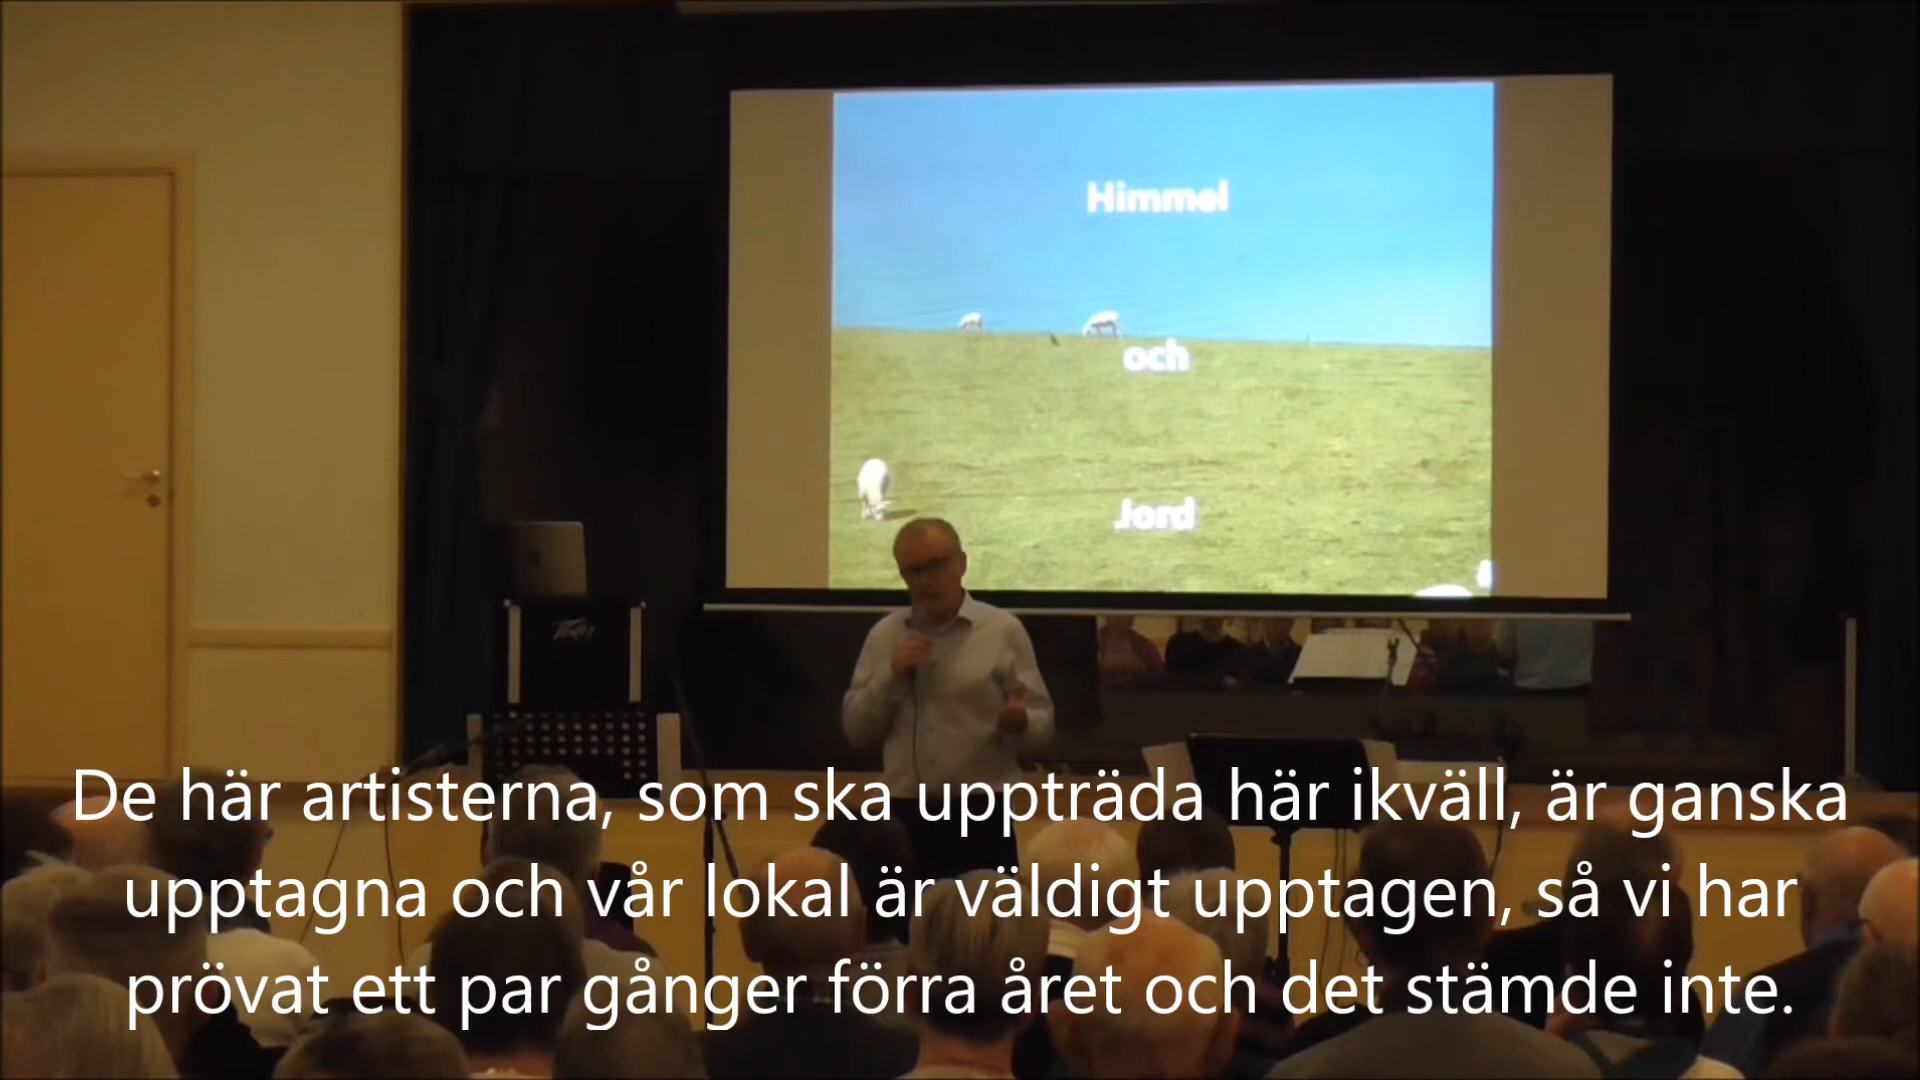 Himmel
och
Jord
Peavey
De här artisterna, som ska uppträda här ikväll, är ganska
upptagna och vår lokal är väldigt upptagen, så vi har
prövat ett par gånger förra året och det stämde inte.